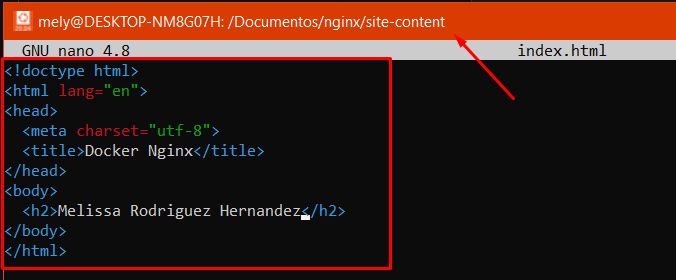 mely@DESKTOP-NM8G07H: /Documentos/nginx/site-content
GNU nano 4.8 index.html
<!doctype html>
<html lang="en">
<head>
  <meta charset="utf-8">
  <title>Docker Nginx</title>
</head>
<body>
  <h2>Melissa Rodriguez Hernandez</h2>
</body>
</html>